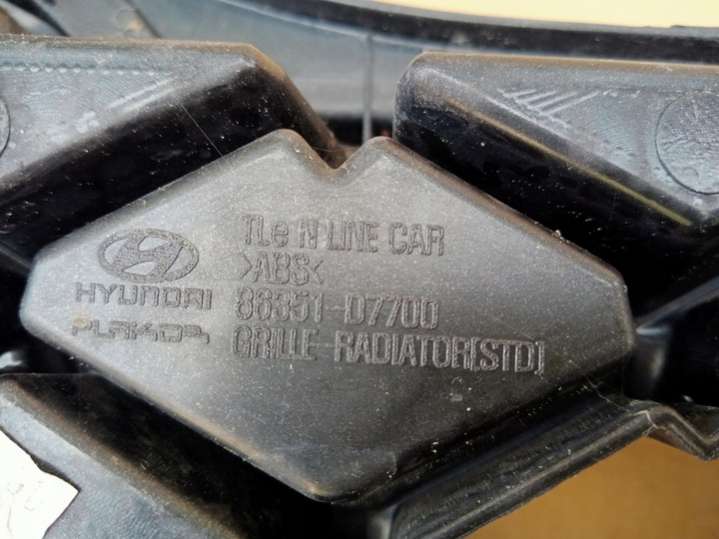 TLe N LINE CAR
>ABS<
86351-D7700
GRILLE-RADIATOR[STD]
HYUNDAI
PLAKOR